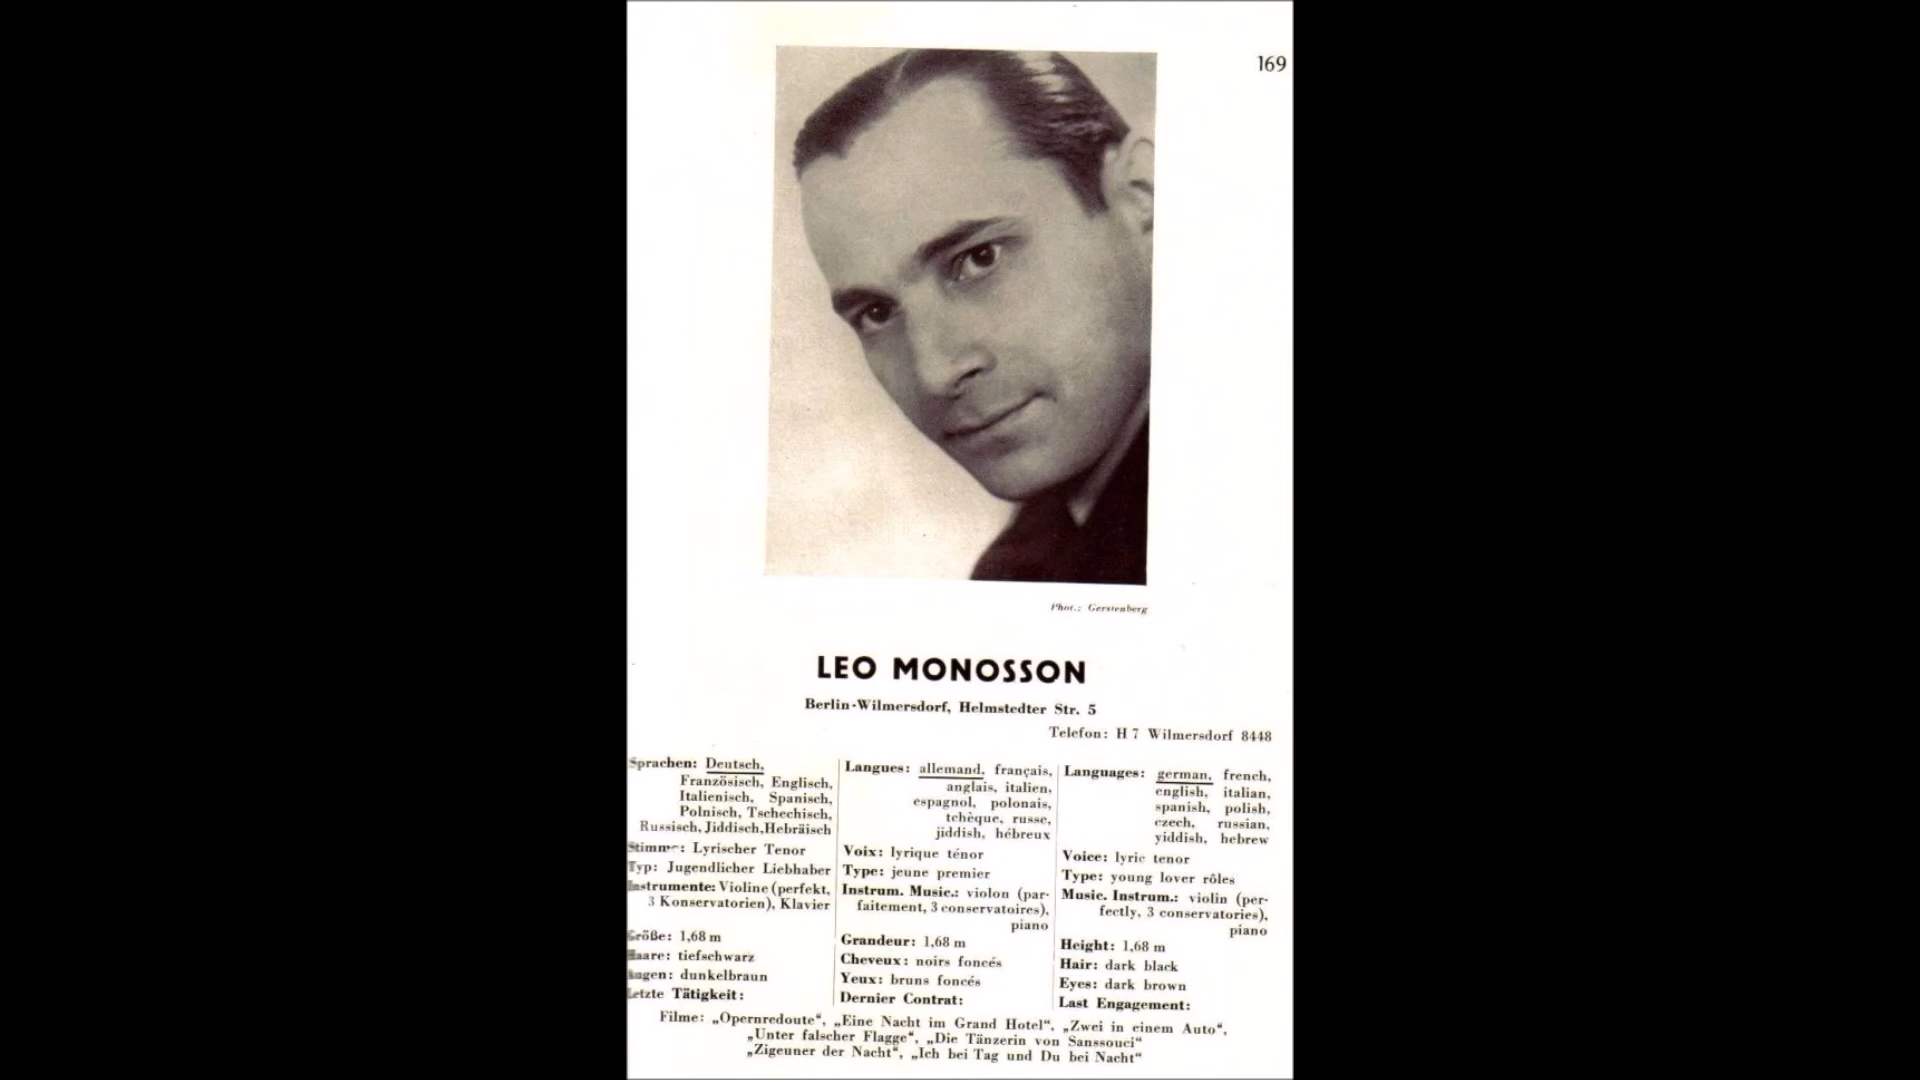 169
Phot.: Gerstenberg
LEO MONOSSON
Berlin-Wilmersdorf, Helmstedter Str. 5
Telefon: H 7 Wilmersdorf 8448
Sprachen: Deutsch,
Französisch, Englisch,
Italienisch, Spanisch,
Polnisch, Tschechisch,
Russisch, Jiddisch,Hebräisch
Stimme: Lyrischer Tenor
Typ: Jugendlicher Liebhaber
Instrumente: Violine (perfekt,
3 Konservatorien), Klavier
Größe: 1,68 m
Haare: tiefschwarz
Augen: dunkelbraun
Letzte Tätigkeit:
Langues: allemand, français,
anglais, italien,
espagnol, polonais,
tchèque, russe,
jiddish, hébreux
Voix: lyrique ténor
Type: jeune premier
Instrum. Music.: violon (par-
faitement, 3 conservatoires),
piano
Grandeur: 1,68 m
Cheveux: noirs foncés
Yeux: bruns foncés
Dernier Contrat:
Languages: german, french,
english, italian,
spanish, polish,
czech, russian,
yiddish, hebrew
Voice: lyric tenor
Type: young lover rôles
Music. Instrum.: violin (per-
fectly, 3 conservatories),
piano
Height: 1,68 m
Hair: dark black
Eyes: dark brown
Last Engagement:
Filme: „Opernredoute“, „Eine Nacht im Grand Hotel“, „Zwei in einem Auto“,
„Unter falscher Flagge“, „Die Tänzerin von Sanssouci“
„Zigeuner der Nacht“, „Ich bei Tag und Du bei Nacht“